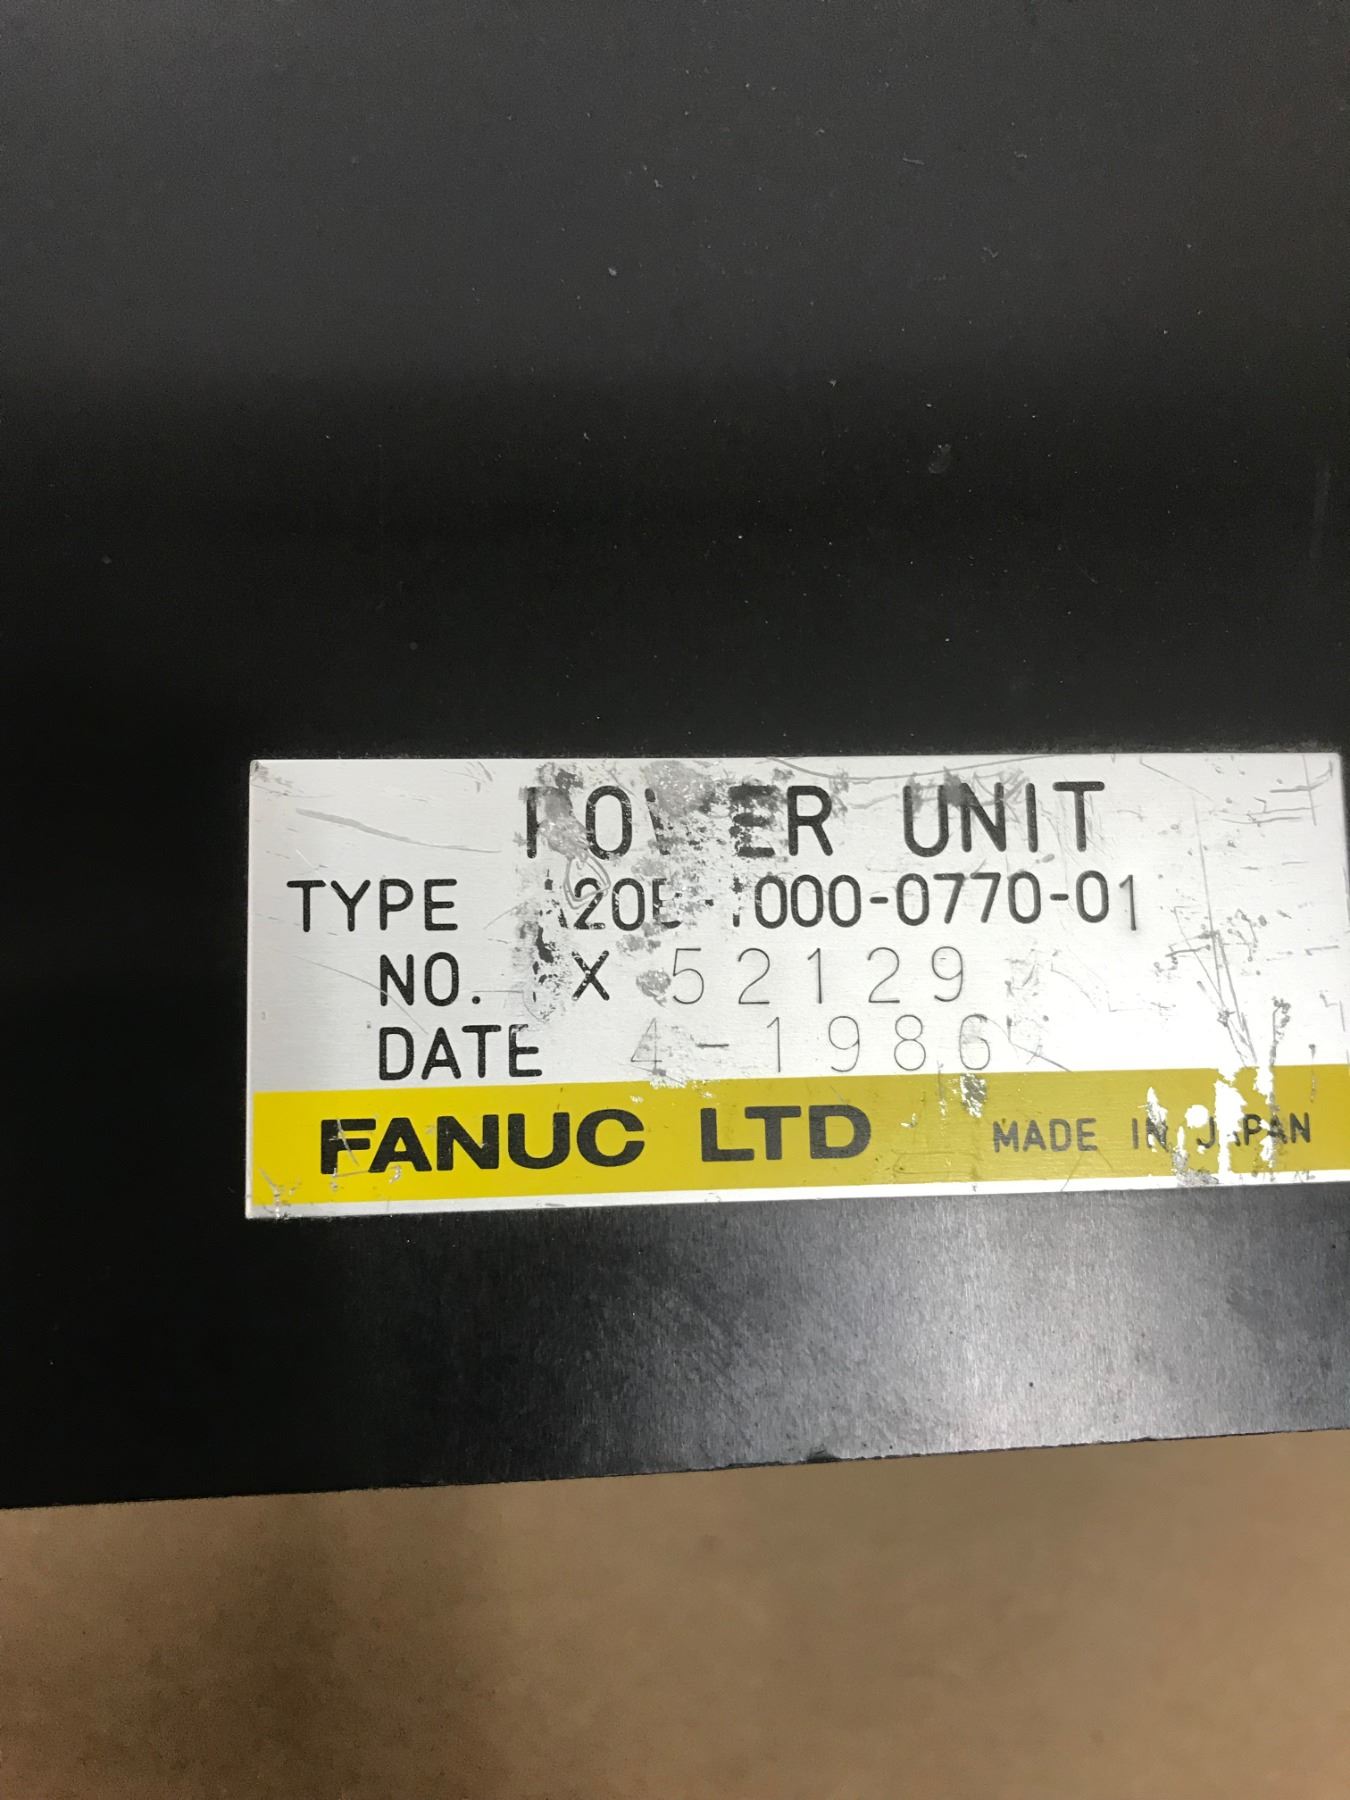 POWER UNIT
TYPE A20B-1000-0770-01
NO. X 52129
DATE 4-1986
FANUC LTD MADE IN JAPAN